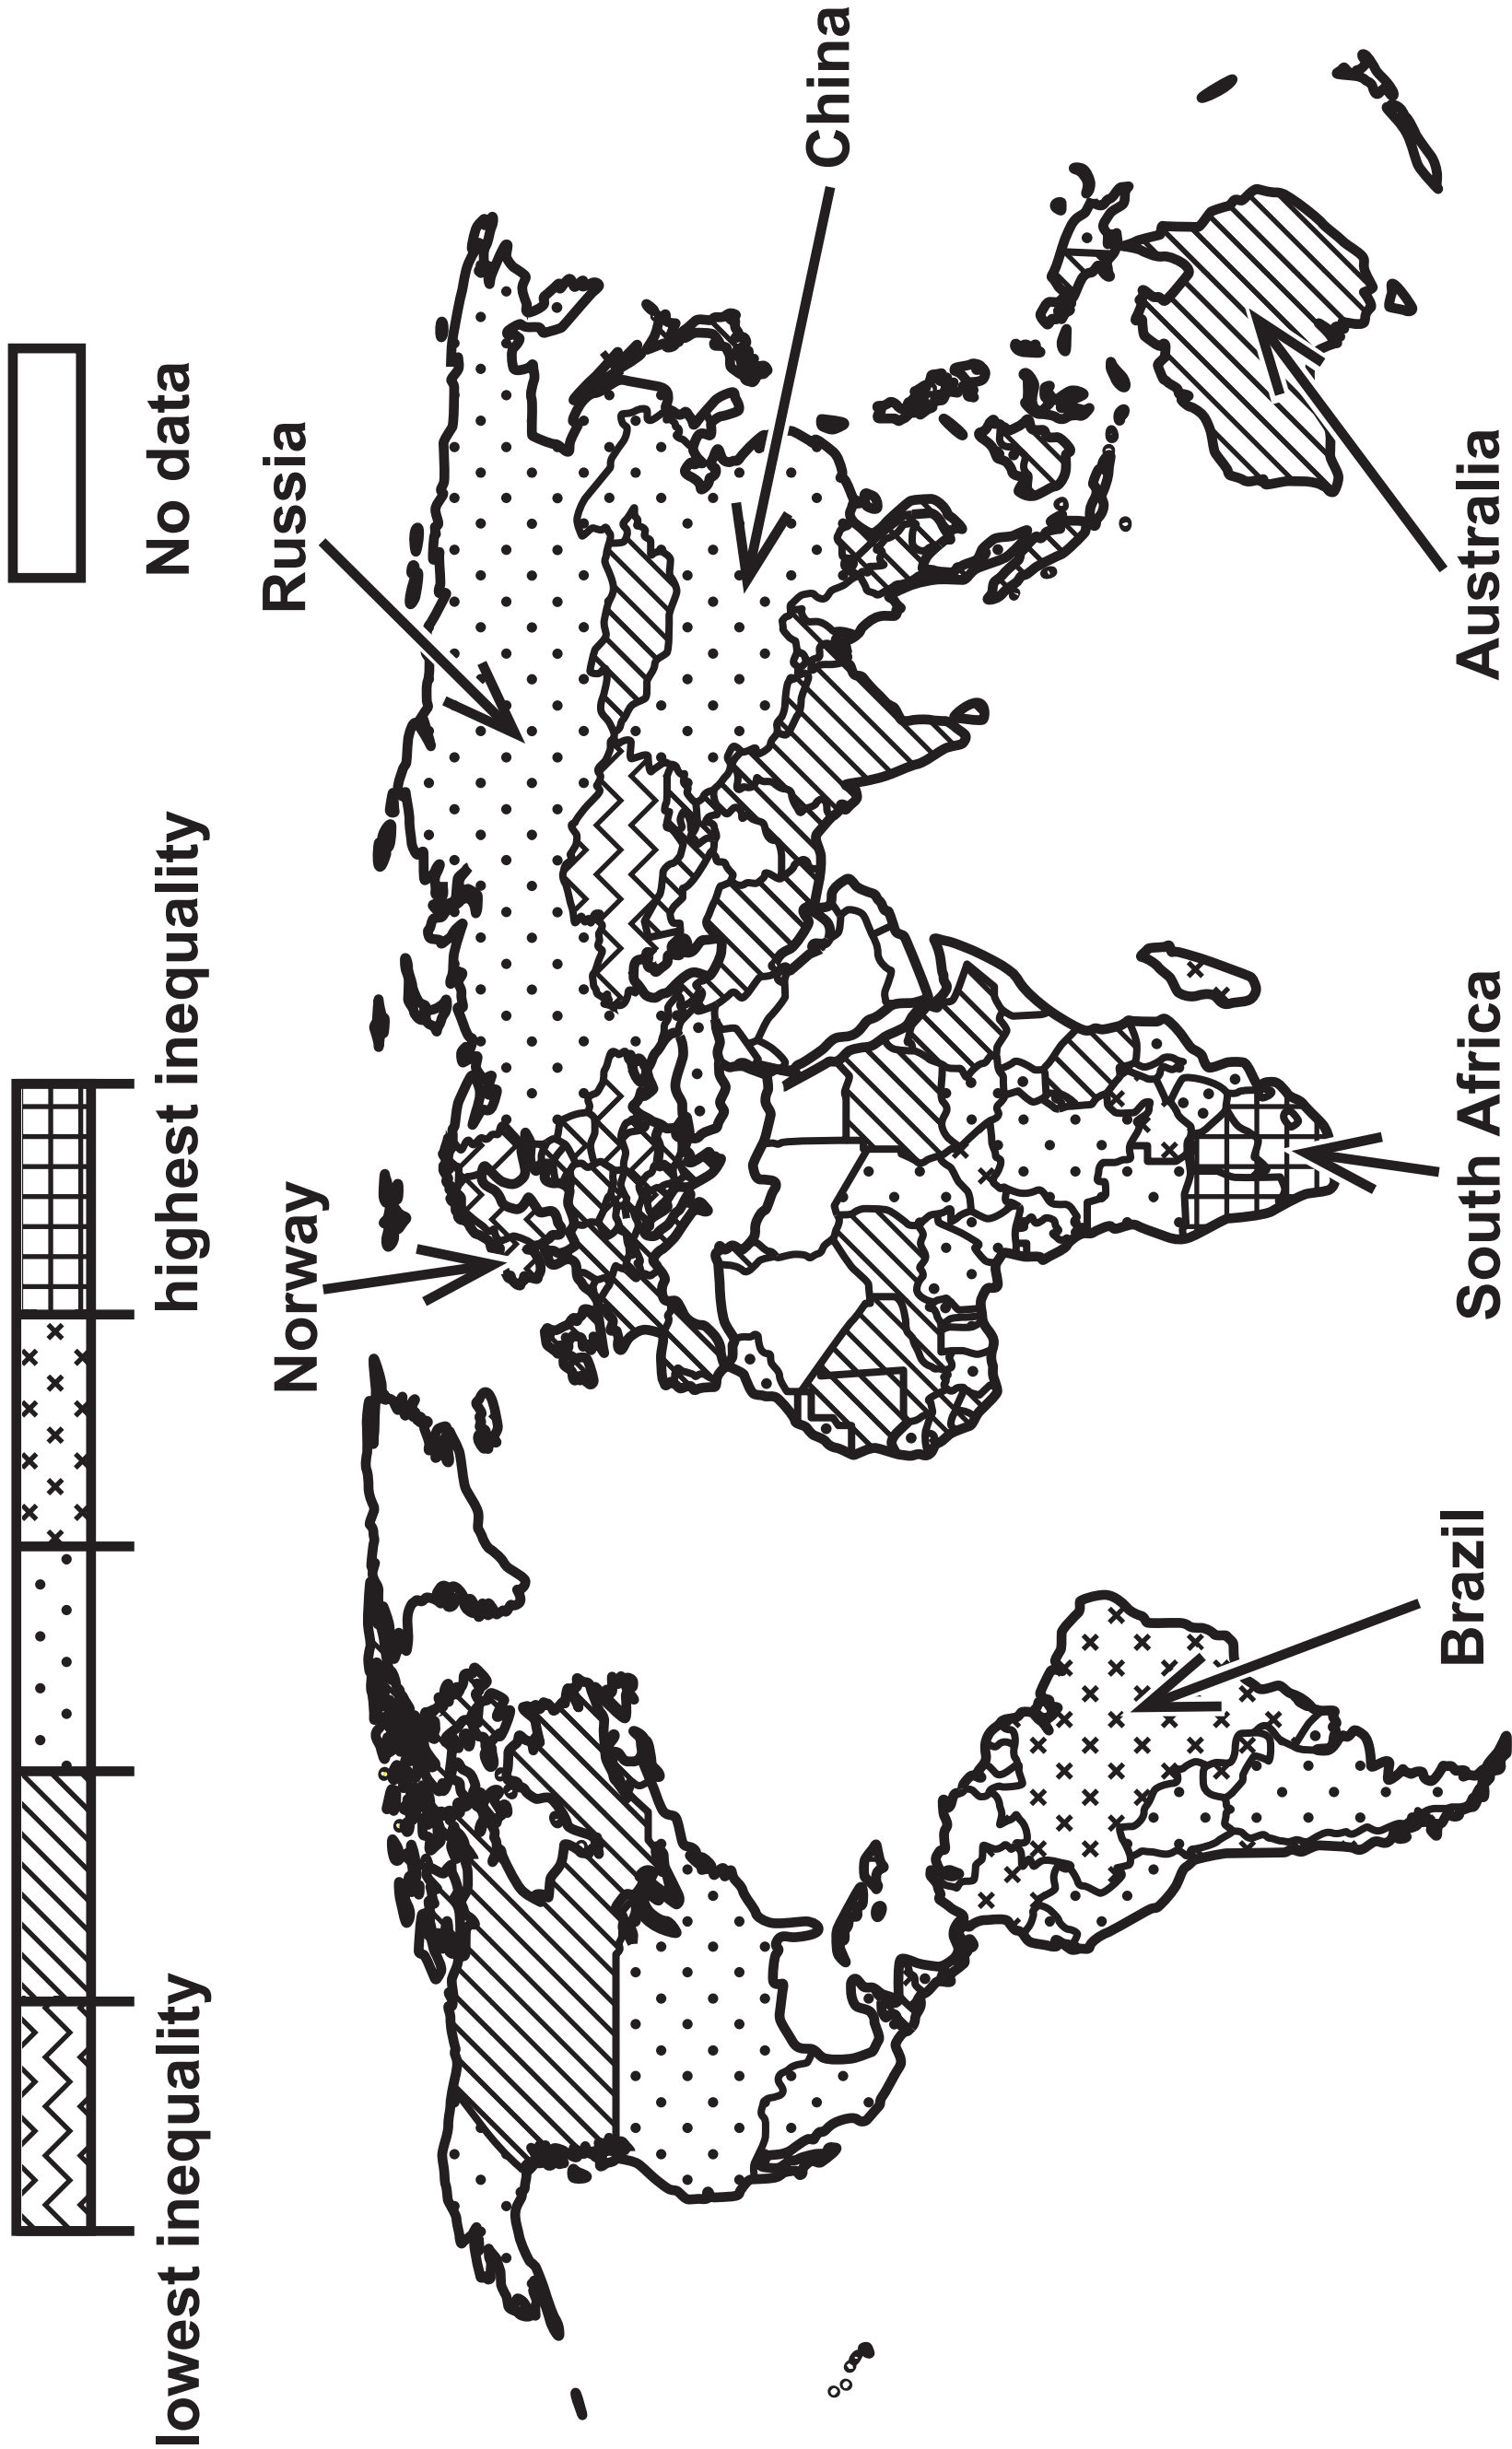 lowest inequality
highest inequality
No data
Norway
Russia
China
Brazil
South Africa
Australia